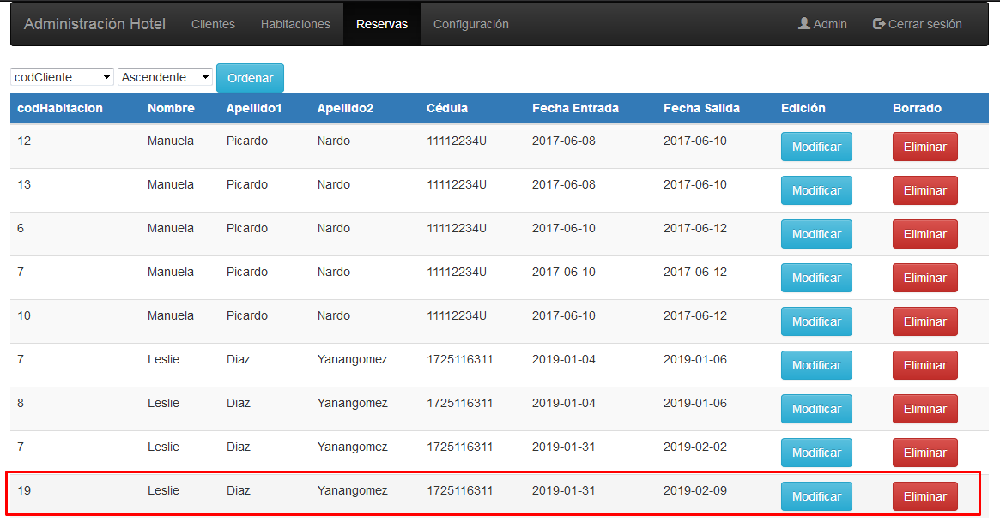 Administración Hotel Clientes Habitaciones Reservas Configuración Admin Cerrar sesión
codCliente Ascendente Ordenar
codHabitacion Nombre Apellido1 Apellido2 Cédula Fecha Entrada Fecha Salida Edición Borrado
12 Manuela Picardo Nardo 11112234U 2017-06-08 2017-06-10 Modificar Eliminar
13 Manuela Picardo Nardo 11112234U 2017-06-08 2017-06-10 Modificar Eliminar
6 Manuela Picardo Nardo 11112234U 2017-06-10 2017-06-12 Modificar Eliminar
7 Manuela Picardo Nardo 11112234U 2017-06-10 2017-06-12 Modificar Eliminar
10 Manuela Picardo Nardo 11112234U 2017-06-10 2017-06-12 Modificar Eliminar
7 Leslie Diaz Yanangomez 1725116311 2019-01-04 2019-01-06 Modificar Eliminar
8 Leslie Diaz Yanangomez 1725116311 2019-01-04 2019-01-06 Modificar Eliminar
7 Leslie Diaz Yanangomez 1725116311 2019-01-31 2019-02-02 Modificar Eliminar
19 Leslie Diaz Yanangomez 1725116311 2019-01-31 2019-02-09 Modificar Eliminar